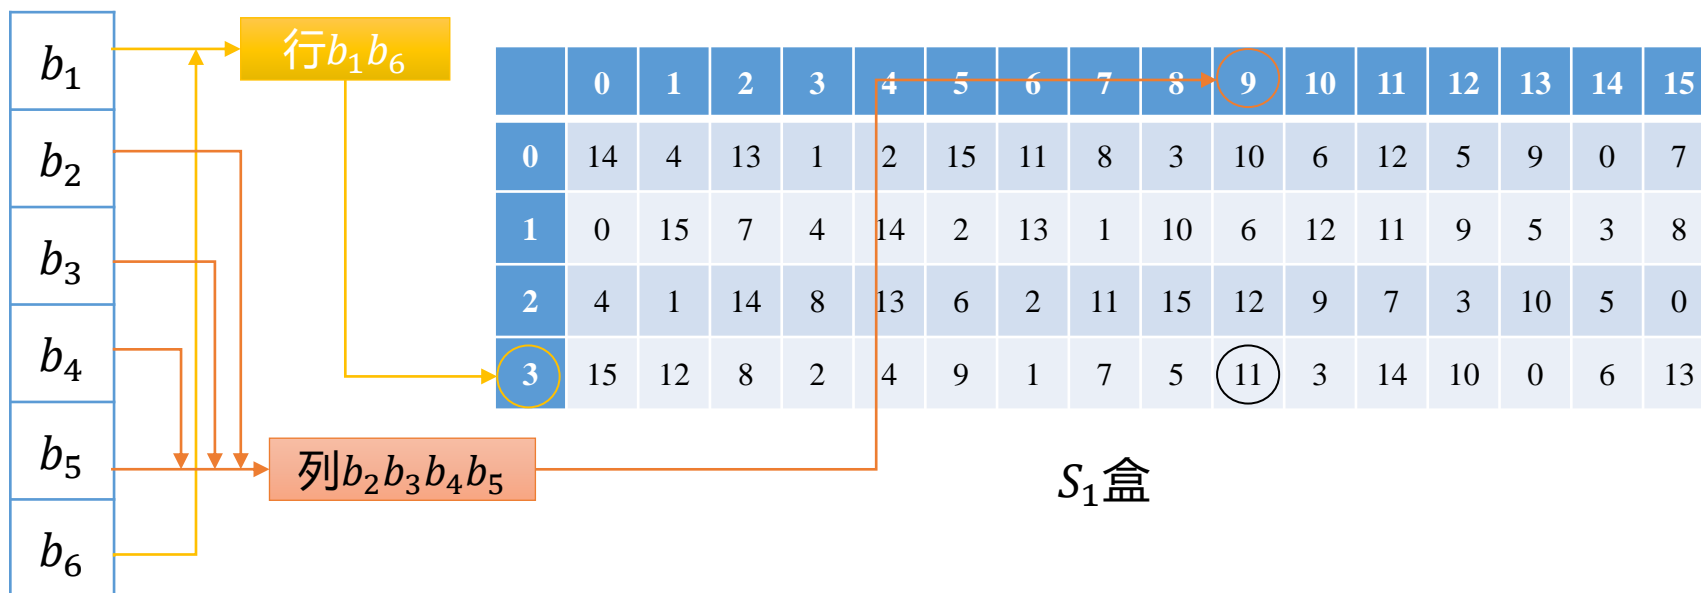 b₁
b₂
b₃
b₄
b₅
b₆
行b₁b₆
列b₂b₃b₄b₅
0 1 2 3 4 5 6 7 8 9 10 11 12 13 14 15
0 14 4 13 1 2 15 11 8 3 10 6 12 5 9 0 7
1 0 15 7 4 14 2 13 1 10 6 12 11 9 5 3 8
2 4 1 14 8 13 6 2 11 15 12 9 7 3 10 5 0
3 15 12 8 2 4 9 1 7 5 11 3 14 10 0 6 13
S₁盒